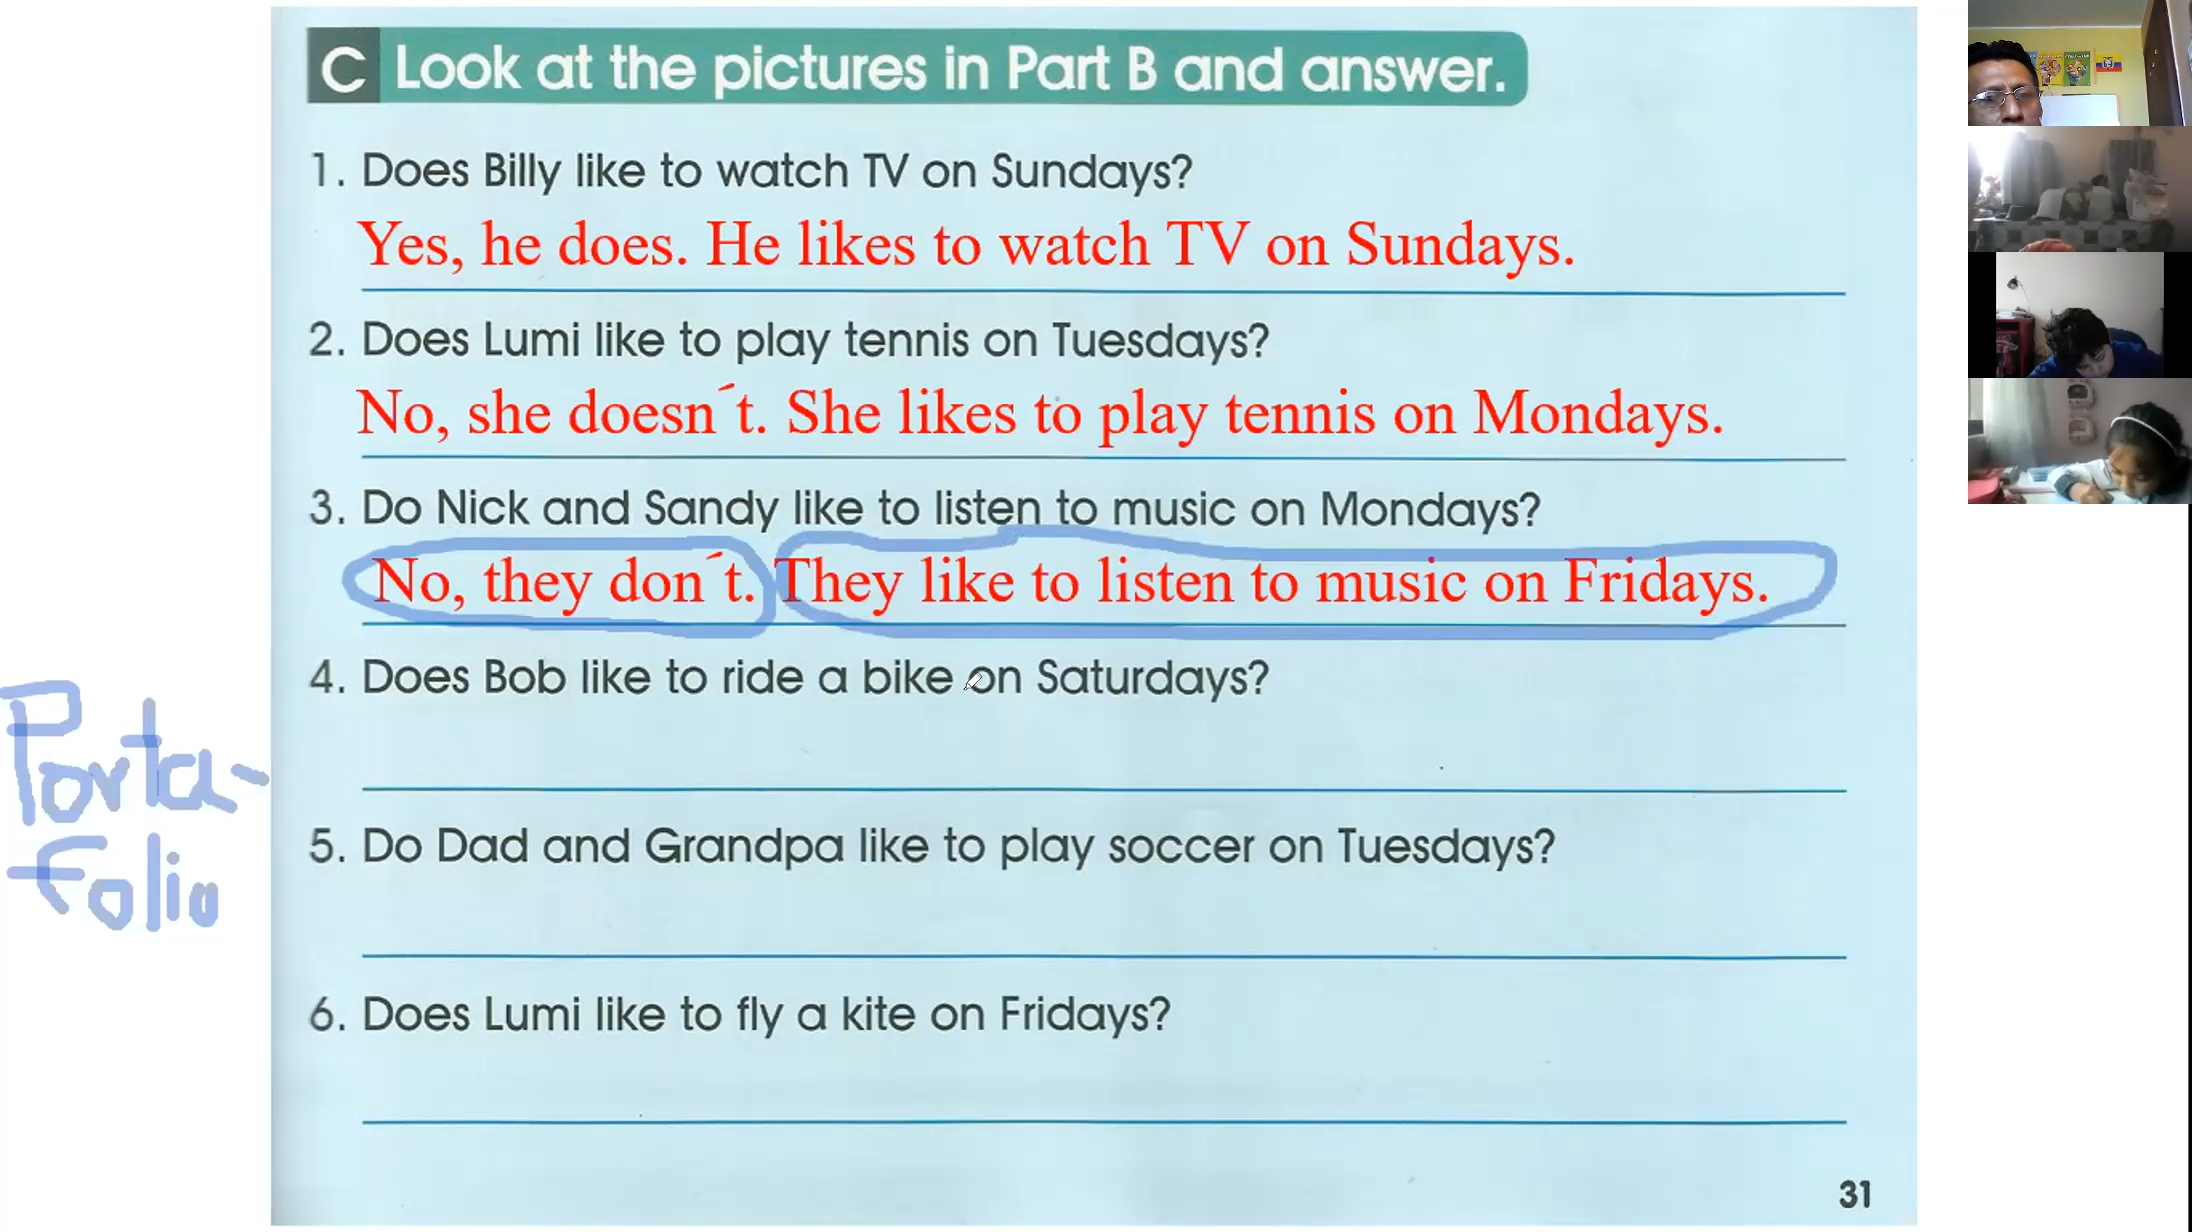 C Look at the pictures in Part B and answer.
1. Does Billy like to watch TV on Sundays?
Yes, he does. He likes to watch TV on Sundays.
2. Does Lumi like to play tennis on Tuesdays?
No, she doesn´t. She likes to play tennis on Mondays.
3. Do Nick and Sandy like to listen to music on Mondays?
No, they don´t. They like to listen to music on Fridays.
4. Does Bob like to ride a bike on Saturdays?
5. Do Dad and Grandpa like to play soccer on Tuesdays?
6. Does Lumi like to fly a kite on Fridays?
31
Porta-
Folio